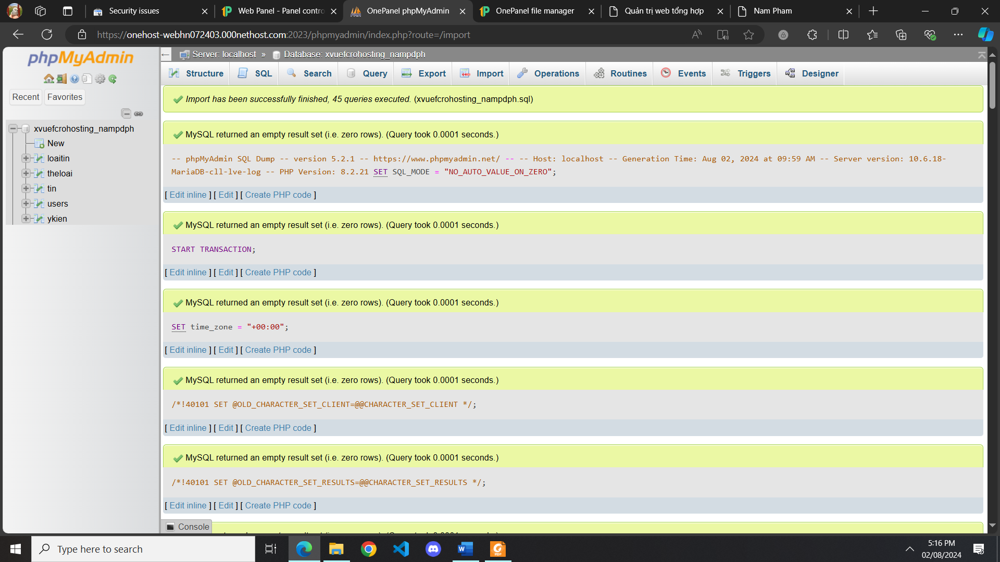 Security issues
Web Panel - Panel contro
OnePanel phpMyAdmin
OnePanel file manager
Quản trị web tổng hợp
Nam Pham
https://onehost-webhn072403.000nethost.com:2023/phpmyadmin/index.php?route=/import
phpMyAdmin
Recent
Favorites
xvuefcrohosting_nampdph
New
loaitin
theloai
tin
users
ykien
Server: localhost » Database: xvuefcrohosting_nampdph
Structure
SQL
Search
Query
Export
Import
Operations
Routines
Events
Triggers
Designer
Import has been successfully finished, 45 queries executed. (xvuefcrohosting_nampdph.sql)
MySQL returned an empty result set (i.e. zero rows). (Query took 0.0001 seconds.)
-- phpMyAdmin SQL Dump -- version 5.2.1 -- https://www.phpmyadmin.net/ -- -- Host: localhost -- Generation Time: Aug 02, 2024 at 09:59 AM -- Server version: 10.6.18-
MariaDB-cll-lve-log -- PHP Version: 8.2.21 SET SQL_MODE = "NO_AUTO_VALUE_ON_ZERO";
[ Edit inline ] [ Edit ] [ Create PHP code ]
MySQL returned an empty result set (i.e. zero rows). (Query took 0.0001 seconds.)
START TRANSACTION;
[ Edit inline ] [ Edit ] [ Create PHP code ]
MySQL returned an empty result set (i.e. zero rows). (Query took 0.0001 seconds.)
SET time_zone = "+00:00";
[ Edit inline ] [ Edit ] [ Create PHP code ]
MySQL returned an empty result set (i.e. zero rows). (Query took 0.0001 seconds.)
/*!40101 SET @OLD_CHARACTER_SET_CLIENT=@@CHARACTER_SET_CLIENT */;
[ Edit inline ] [ Edit ] [ Create PHP code ]
MySQL returned an empty result set (i.e. zero rows). (Query took 0.0001 seconds.)
/*!40101 SET @OLD_CHARACTER_SET_RESULTS=@@CHARACTER_SET_RESULTS */;
[ Edit inline ] [ Edit ] [ Create PHP code ]
Console
Type here to search
5:16 PM
02/08/2024